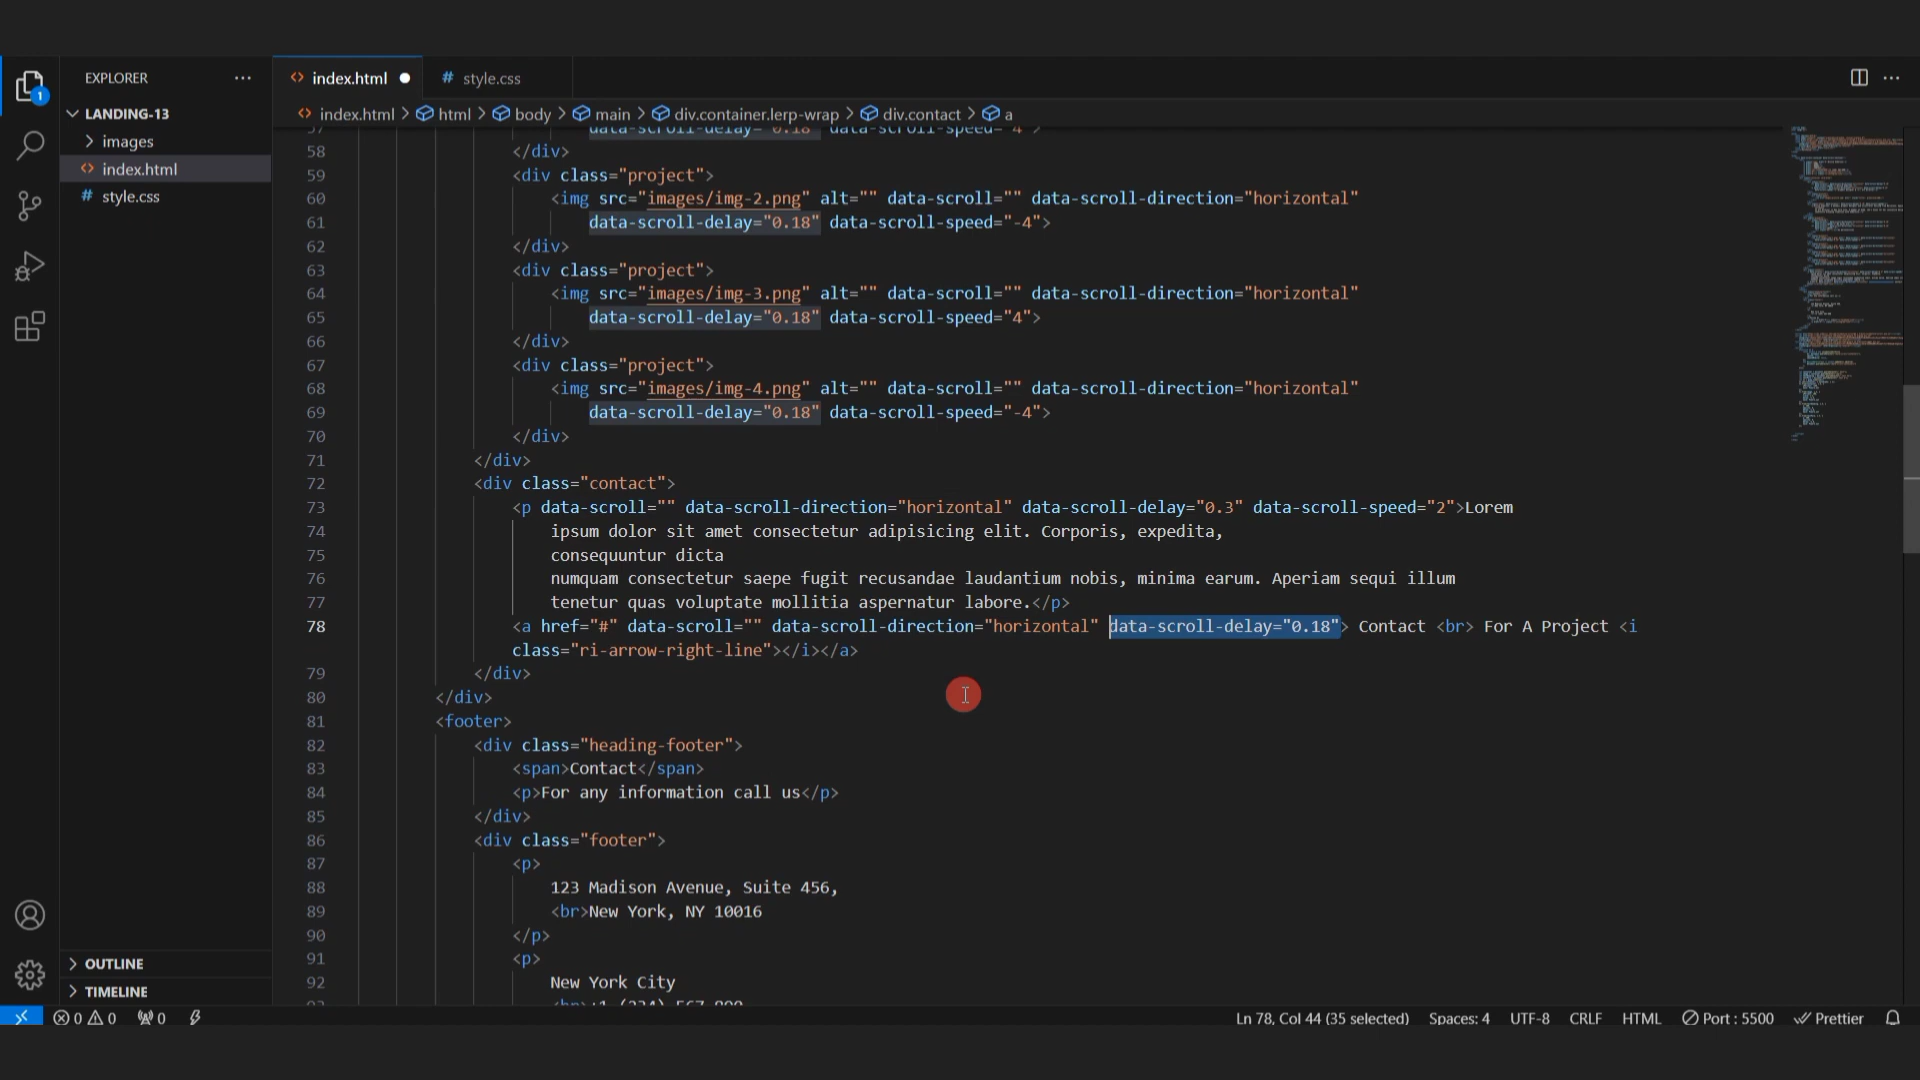 EXPLORER
index.html
style.css
LANDING-13
index.html
html
body
main
div.container.lerp-wrap
div.contact
a
images
index.html
style.css
57 data-scroll-delay="0.18" data-scroll-speed="4">
58 </div>
59 <div class="project">
60 <img src="images/img-2.png" alt="" data-scroll="" data-scroll-direction="horizontal"
61 data-scroll-delay="0.18" data-scroll-speed="-4">
62 </div>
63 <div class="project">
64 <img src="images/img-3.png" alt="" data-scroll="" data-scroll-direction="horizontal"
65 data-scroll-delay="0.18" data-scroll-speed="4">
66 </div>
67 <div class="project">
68 <img src="images/img-4.png" alt="" data-scroll="" data-scroll-direction="horizontal"
69 data-scroll-delay="0.18" data-scroll-speed="-4">
70 </div>
71 </div>
72 <div class="contact">
73 <p data-scroll="" data-scroll-direction="horizontal" data-scroll-delay="0.3" data-scroll-speed="2">Lorem
74 ipsum dolor sit amet consectetur adipisicing elit. Corporis, expedita,
75 consequuntur dicta
76 numquam consectetur saepe fugit recusandae laudantium nobis, minima earum. Aperiam sequi illum
77 tenetur quas voluptate mollitia aspernatur labore.</p>
78 <a href="#" data-scroll="" data-scroll-direction="horizontal" data-scroll-delay="0.18"> Contact <br> For A Project <i
class="ri-arrow-right-line"></i></a>
79 </div>
80 </div>
81 <footer>
82 <div class="heading-footer">
83 <span>Contact</span>
84 <p>For any information call us</p>
85 </div>
86 <div class="footer">
87 <p>
88 123 Madison Avenue, Suite 456,
89 <br>New York, NY 10016
90 </p>
91 <p>
92 New York City
OUTLINE
TIMELINE
1
0 0 0
Ln 78, Col 44 (35 selected)
Spaces: 4
UTF-8
CRLF
HTML
Port : 5500
Prettier